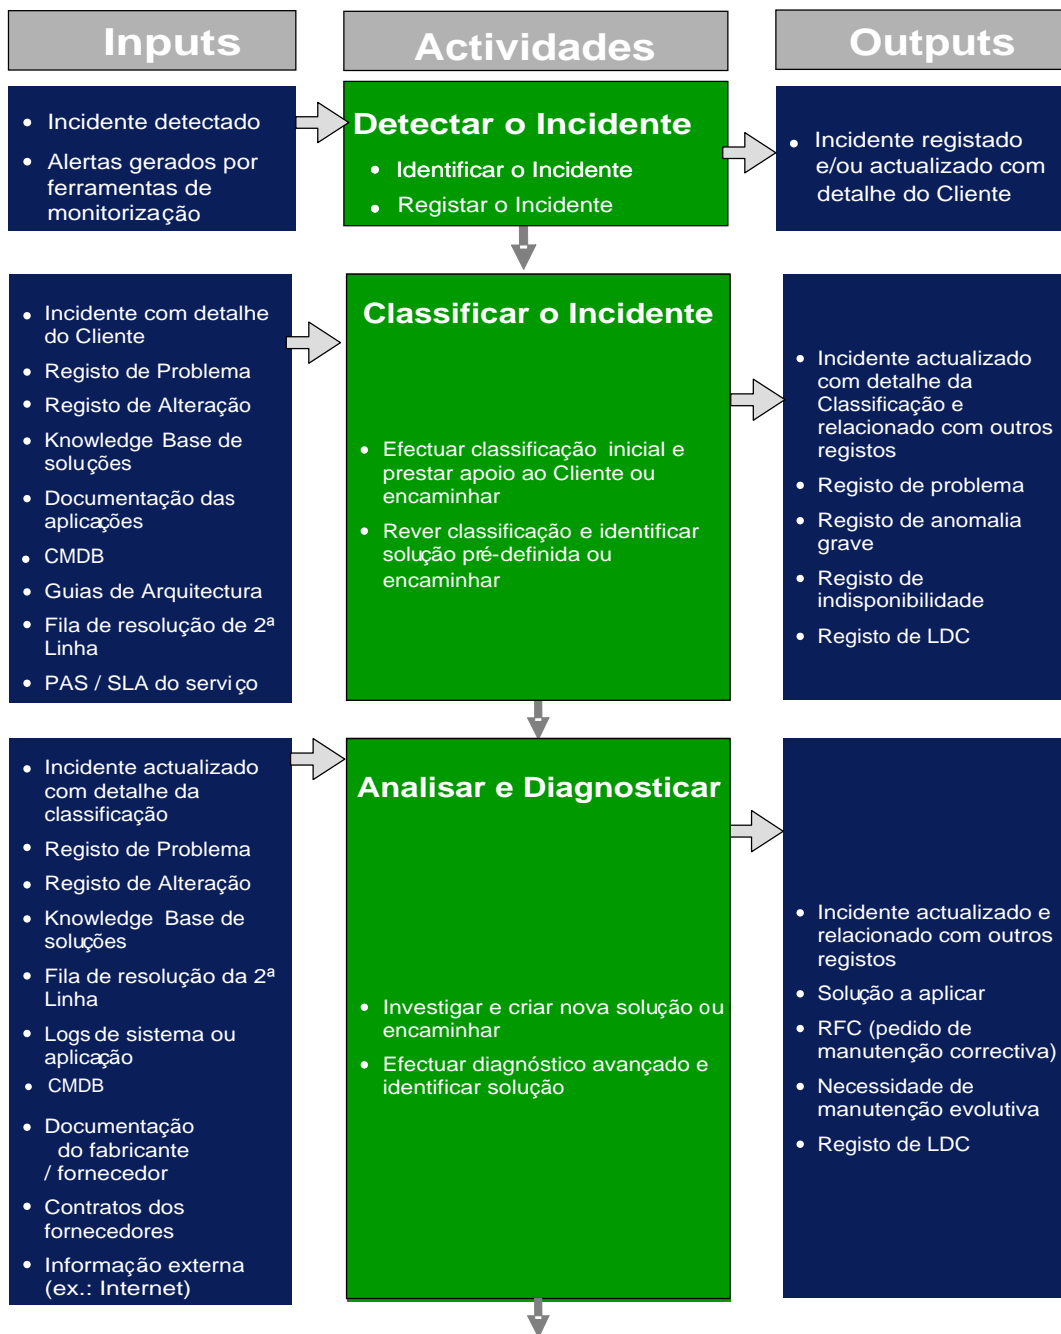 Inputs
Actividades
Outputs
• Incidente detectado
• Alertas gerados por
ferramentas de
monitorização
Detectar o Incidente
• Identificar o Incidente
• Registar o Incidente
• Incidente registado
e/ou actualizado com
detalhe do Cliente
• Incidente com detalhe
do Cliente
• Registo de Problema
• Registo de Alteração
• Knowledge Base de
soluções
• Documentação das
aplicações
• CMDB
• Guias de Arquitectura
• Fila de resolução de 2ª
Linha
• PAS / SLA do serviço
Classificar o Incidente
• Efectuar classificação inicial e
prestar apoio ao Cliente ou
encaminhar
• Rever classificação e identificar
solução pré-definida ou
encaminhar
• Incidente actualizado
com detalhe da
Classificação e
relacionado com outros
registos
• Registo de problema
• Registo de anomalia
grave
• Registo de
indisponibilidade
• Registo de LDC
• Incidente actualizado
com detalhe da
classificação
• Registo de Problema
• Registo de Alteração
• Knowledge Base de
soluções
• Fila de resolução da 2ª
Linha
• Logs de sistema ou
aplicação
• CMDB
• Documentação
do fabricante
/ fornecedor
• Contratos dos
fornecedores
• Informação externa
(ex.: Internet)
Analisar e Diagnosticar
• Investigar e criar nova solução ou
encaminhar
• Efectuar diagnóstico avançado e
identificar solução
• Incidente actualizado e
relacionado com outros
registos
• Solução a aplicar
• RFC (pedido de
manutenção correctiva)
• Necessidade de
manutenção evolutiva
• Registo de LDC